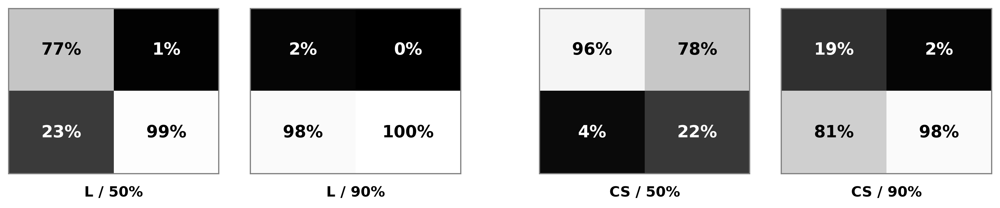 77% 1% 2% 0% 96% 78% 19% 2%
23% 99% 98% 100% 4% 22% 81% 98%
L / 50% L / 90% CS / 50% CS / 90%